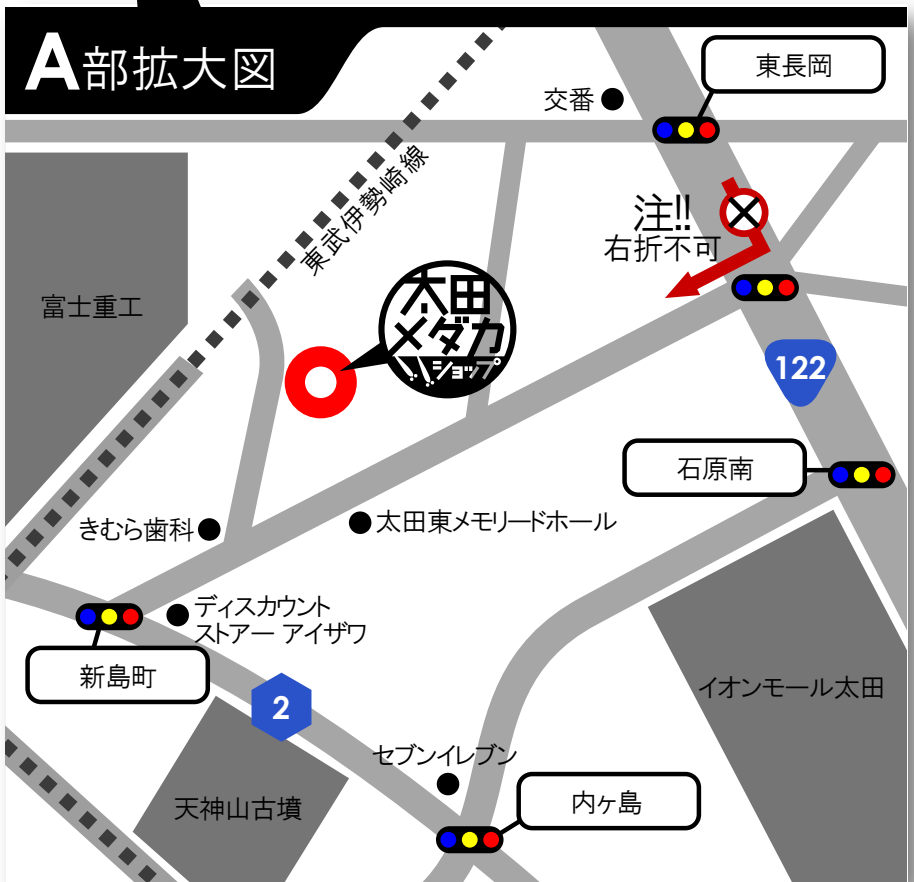 A部拡大図
東長岡
交番
東武伊勢崎線
注!!
右折不可
富士重工
太田
メダカ
ショップ
122
石原南
きむら歯科
太田東メモリードホール
ディスカウント
ストアー アイザワ
新島町
2
イオンモール太田
セブンイレブン
天神山古墳
内ヶ島